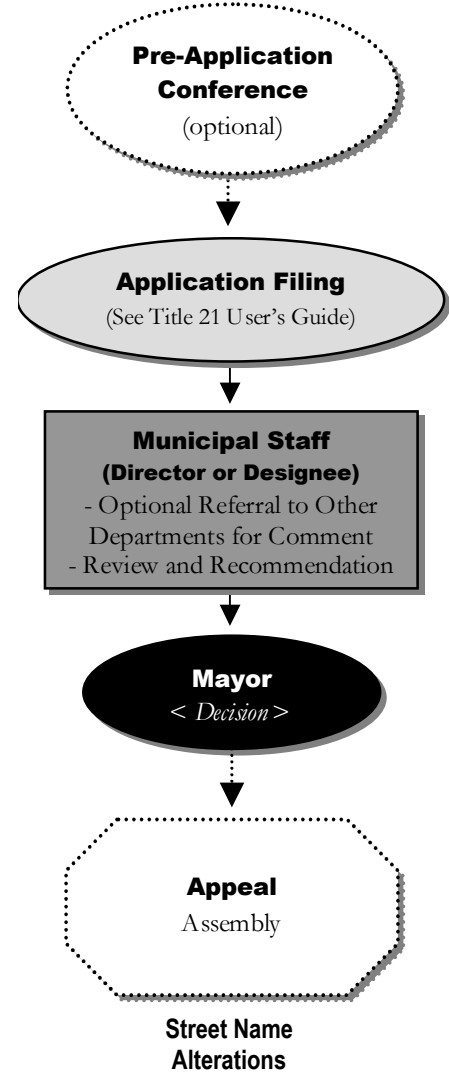 Pre-Application
Conference
(optional)
Application Filing
(See Title 21 User's Guide)
Municipal Staff
(Director or Designee)
- Optional Referral to Other
Departments for Comment
- Review and Recommendation
Mayor
< Decision >
Appeal
Assembly
Street Name
Alterations